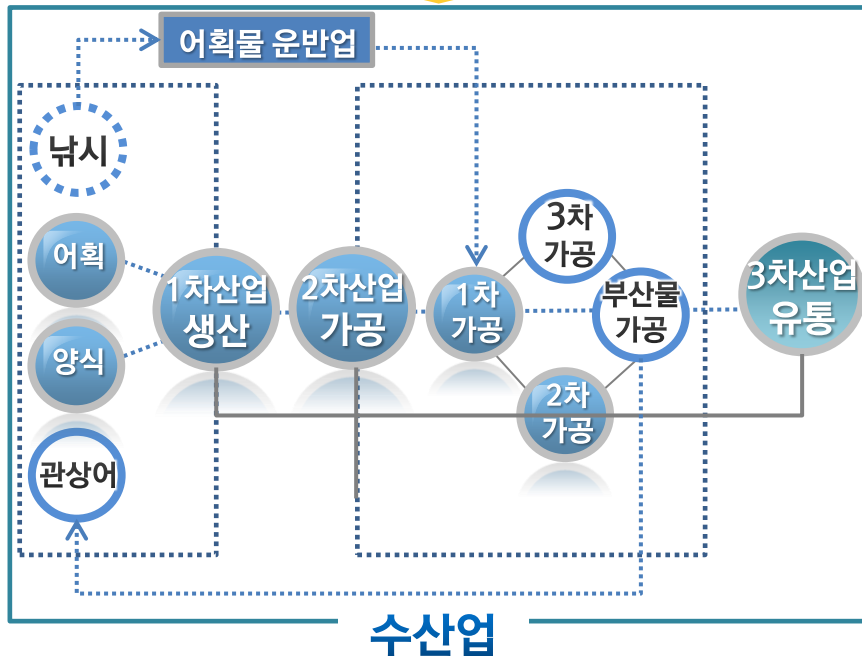 어획물 운반업
낚시
어획
양식
관상어
1차산업
생산
2차산업
가공
1차
가공
3차
가공
부산물
가공
2차
가공
3차산업
유통
수산업